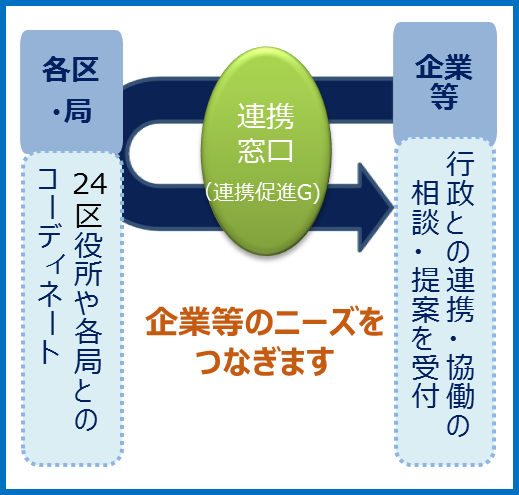 各区
・局
24区役所や各局との
コーディネート
連携
窓口
（連携促進G)
企業等のニーズを
つなぎます
企業
等
行政との連携・協働の
相談・提案を受付